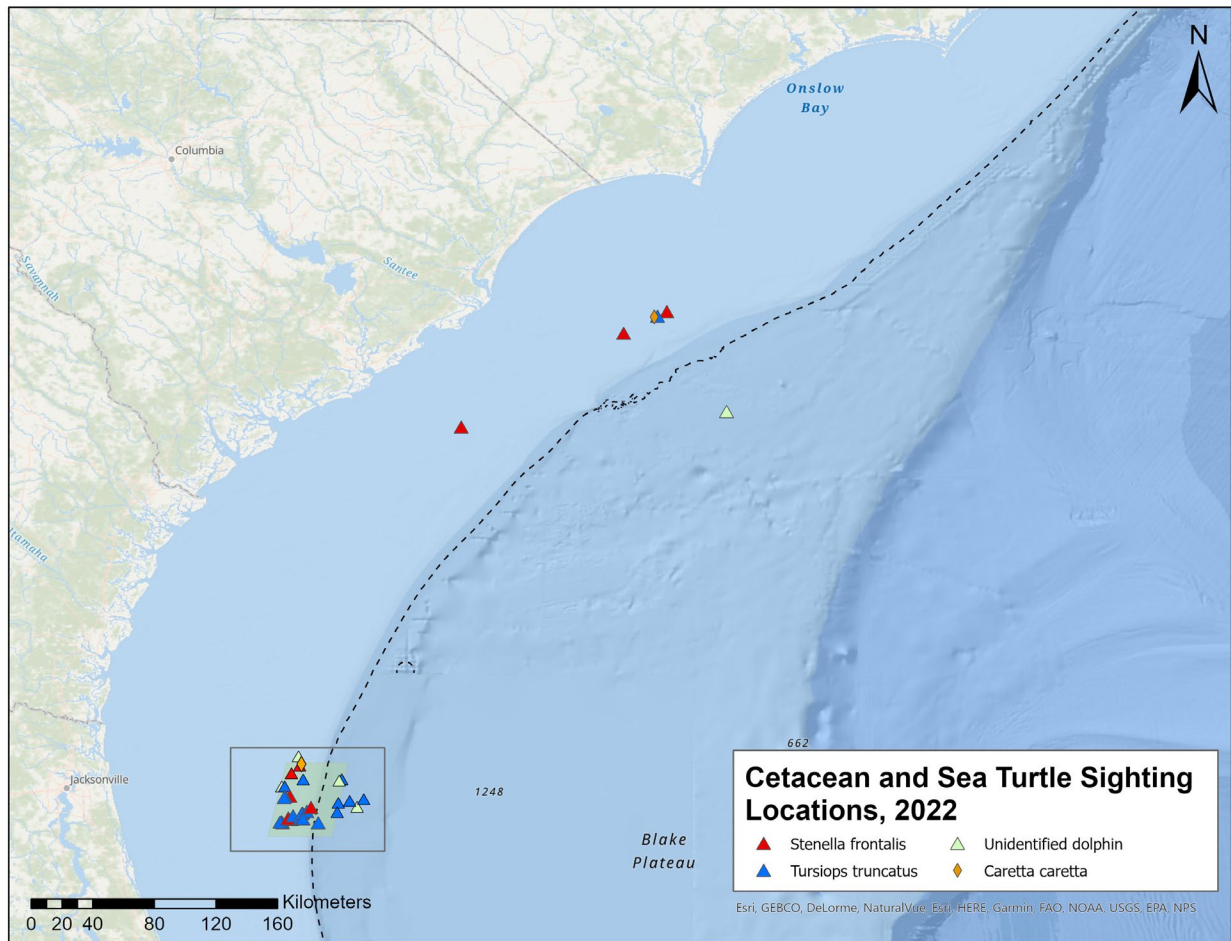 N
Onslow
Bay
Columbia
Santee
Savannah
ltamaha
Jacksonville
1248
662
Blake
Plateau
Cetacean and Sea Turtle Sighting
Locations, 2022
Stenella frontalis
Unidentified dolphin
Tursiops truncatus
Caretta caretta
Kilometers
0 20 40 80 120 160
Esri, GEBCO, DeLorme, NaturalVue, Esri, HERE, Garmin, FAO, NOAA, USGS, EPA, NPS